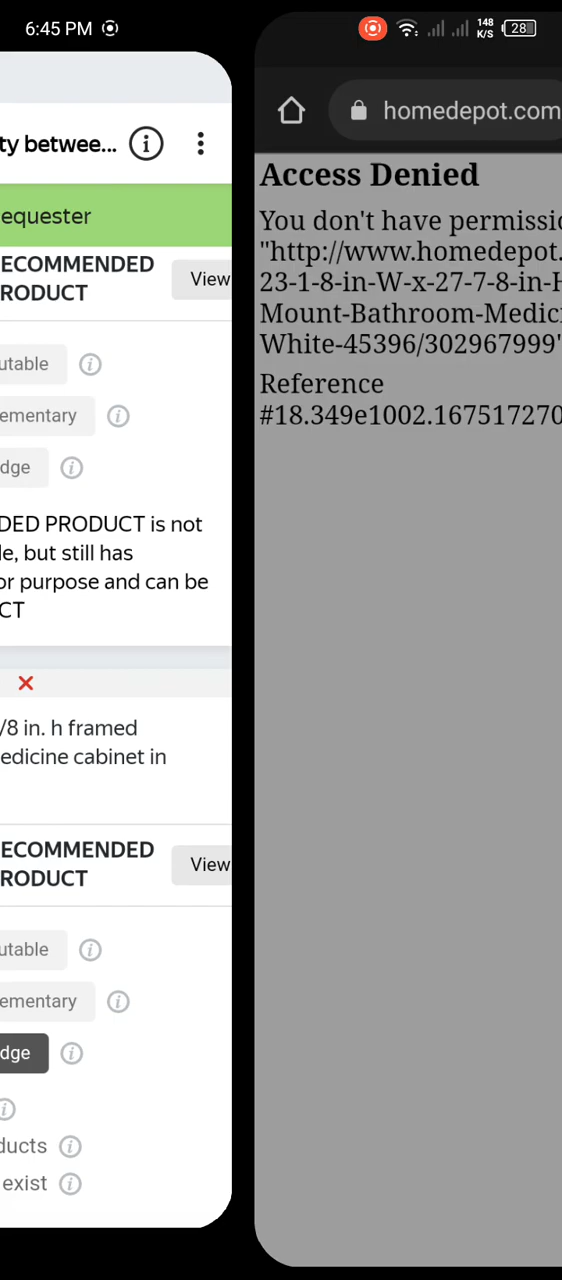 6:45 PM
148
K/S
28
ty betwee...
equester
ECOMMENDED
RODUCT
View
utable
ementary
dge
DED PRODUCT is not
le, but still has
or purpose and can be
CT
/8 in. h framed
edicine cabinet in
ECOMMENDED
RODUCT
View
utable
ementary
dge
ducts
exist
homedepot.com
Access Denied
You don't have permissio
"http://www.homedepot.
23-1-8-in-W-x-27-7-8-in-H
Mount-Bathroom-Medici
White-45396/302967999"
Reference
#18.349e1002.167517270